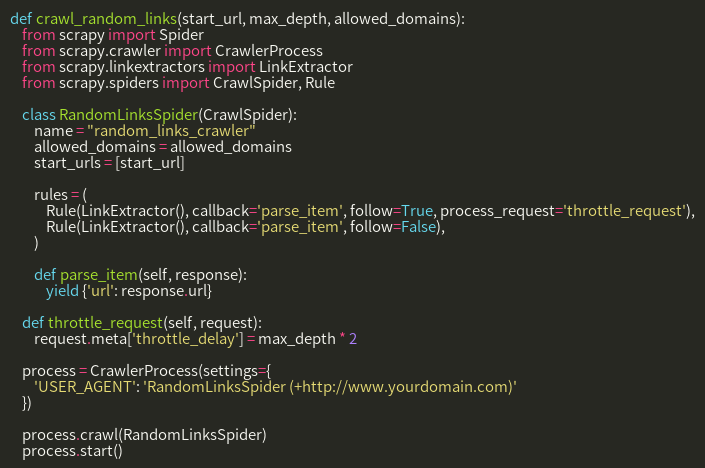 def crawl_random_links(start_url, max_depth, allowed_domains):
    from scrapy import Spider
    from scrapy.crawler import CrawlerProcess
    from scrapy.linkextractors import LinkExtractor
    from scrapy.spiders import CrawlSpider, Rule

    class RandomLinksSpider(CrawlSpider):
        name = "random_links_crawler"
        allowed_domains = allowed_domains
        start_urls = [start_url]

        rules = (
            Rule(LinkExtractor(), callback='parse_item', follow=True, process_request='throttle_request'),
            Rule(LinkExtractor(), callback='parse_item', follow=False),
        )

        def parse_item(self, response):
            yield {'url': response.url}

    def throttle_request(self, request):
        request.meta['throttle_delay'] = max_depth * 2

    process = CrawlerProcess(settings={
        'USER_AGENT': 'RandomLinksSpider (+http://www.yourdomain.com)'
    })

    process.crawl(RandomLinksSpider)
    process.start()